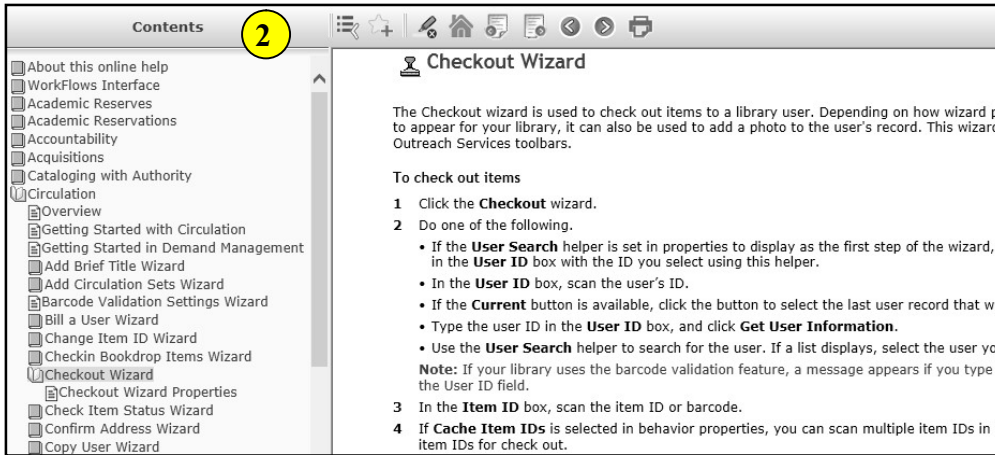 Contents
2
About this online help
WorkFlows Interface
Academic Reserves
Academic Reservations
Accountability
Acquisitions
Cataloging with Authority
Circulation
Overview
Getting Started with Circulation
Getting Started in Demand Management
Add Brief Title Wizard
Add Circulation Sets Wizard
Barcode Validation Settings Wizard
Bill a User Wizard
Change Item ID Wizard
Checkin Bookdrop Items Wizard
Checkout Wizard
Checkout Wizard Properties
Check Item Status Wizard
Confirm Address Wizard
Copy User Wizard
Checkout Wizard
The Checkout wizard is used to check out items to a library user. Depending on how wizard p
to appear for your library, it can also be used to add a photo to the user's record. This wizard
Outreach Services toolbars.
To check out items
1 Click the Checkout wizard.
2 Do one of the following.
• If the User Search helper is set in properties to display as the first step of the wizard,
in the User ID box with the ID you select using this helper.
• In the User ID box, scan the user's ID.
• If the Current button is available, click the button to select the last user record that w
• Type the user ID in the User ID box, and click Get User Information.
• Use the User Search helper to search for the user. If a list displays, select the user yo
Note: If your library uses the barcode validation feature, a message appears if you type
the User ID field.
3 In the Item ID box, scan the item ID or barcode.
4 If Cache Item IDs is selected in behavior properties, you can scan multiple item IDs in
item IDs for check out.